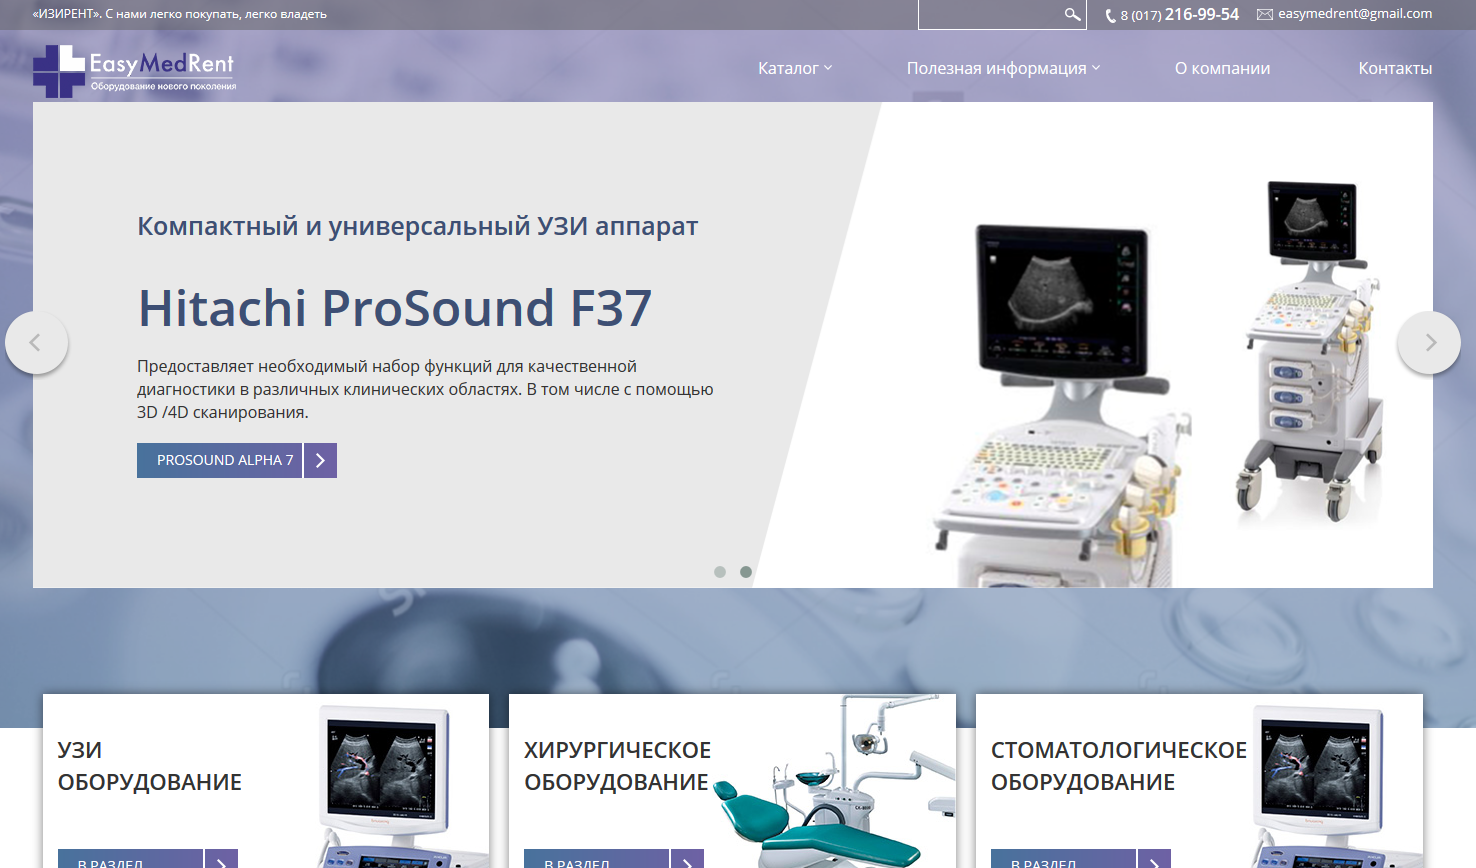 «ИЗИРЕНТ». С нами легко покупать, легко владеть
8 (017) 216-99-54
easymedrent@gmail.com
EasyMedRent
Оборудование нового поколения
Каталог
Полезная информация
О компании
Контакты
Компактный и универсальный УЗИ аппарат
Hitachi ProSound F37
Предоставляет необходимый набор функций для качественной
диагностики в различных клинических областях. В том числе с помощью
3D /4D сканирования.
PROSOUND ALPHA 7
УЗИ
ОБОРУДОВАНИЕ
В РАЗДЕЛ
ХИРУРГИЧЕСКОЕ
ОБОРУДОВАНИЕ
В РАЗДЕЛ
СТОМАТОЛОГИЧЕСКОЕ
ОБОРУДОВАНИЕ
В РАЗДЕЛ